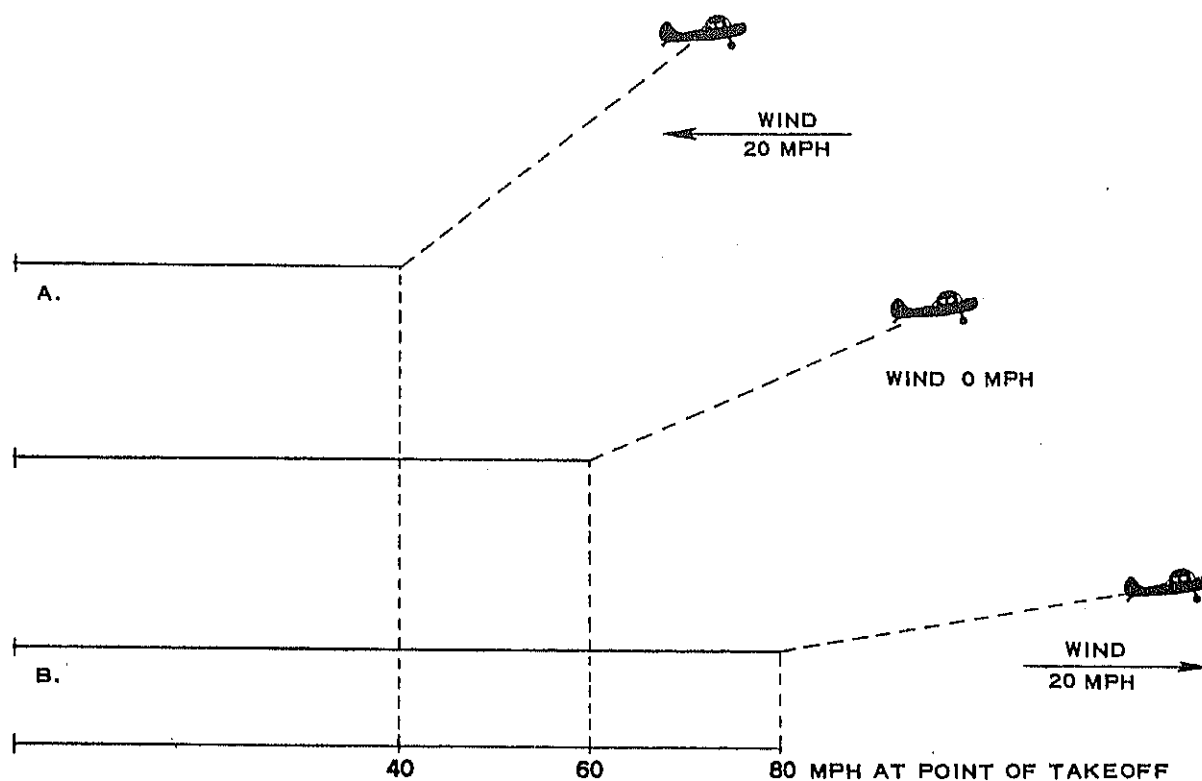 WIND
20 MPH
A.
WIND 0 MPH
B.
WIND
20 MPH
40 60 80 MPH AT POINT OF TAKEOFF